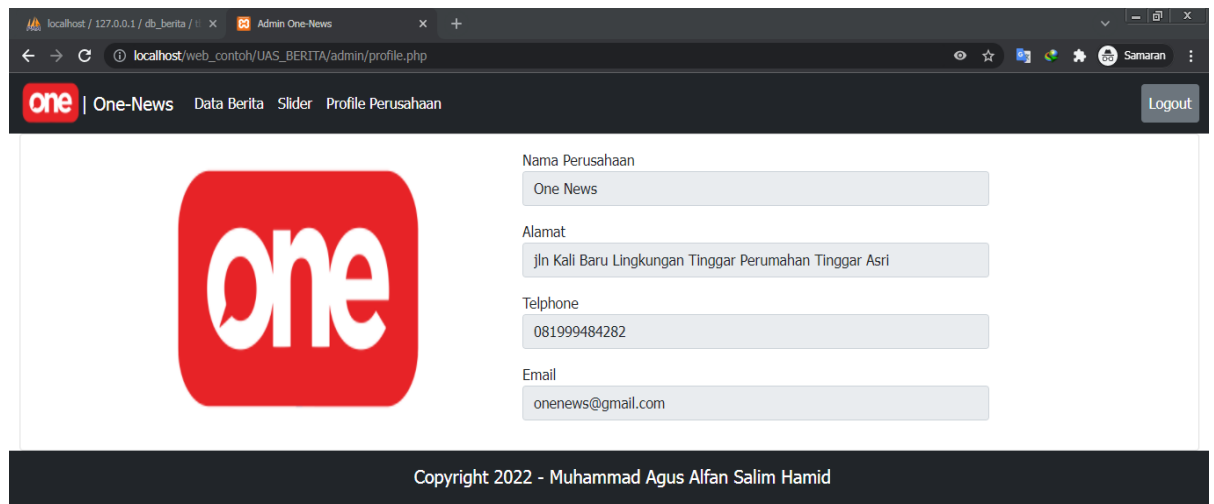 localhost / 127.0.0.1 / db_berita / t
Admin One-News
localhost/web_contoh/UAS_BERITA/admin/profile.php
Samaran
one | One-News Data Berita Slider Profile Perusahaan Logout
one
Nama Perusahaan
One News
Alamat
jln Kali Baru Lingkungan Tinggar Perumahan Tinggar Asri
Telphone
081999484282
Email
onenews@gmail.com
Copyright 2022 - Muhammad Agus Alfan Salim Hamid